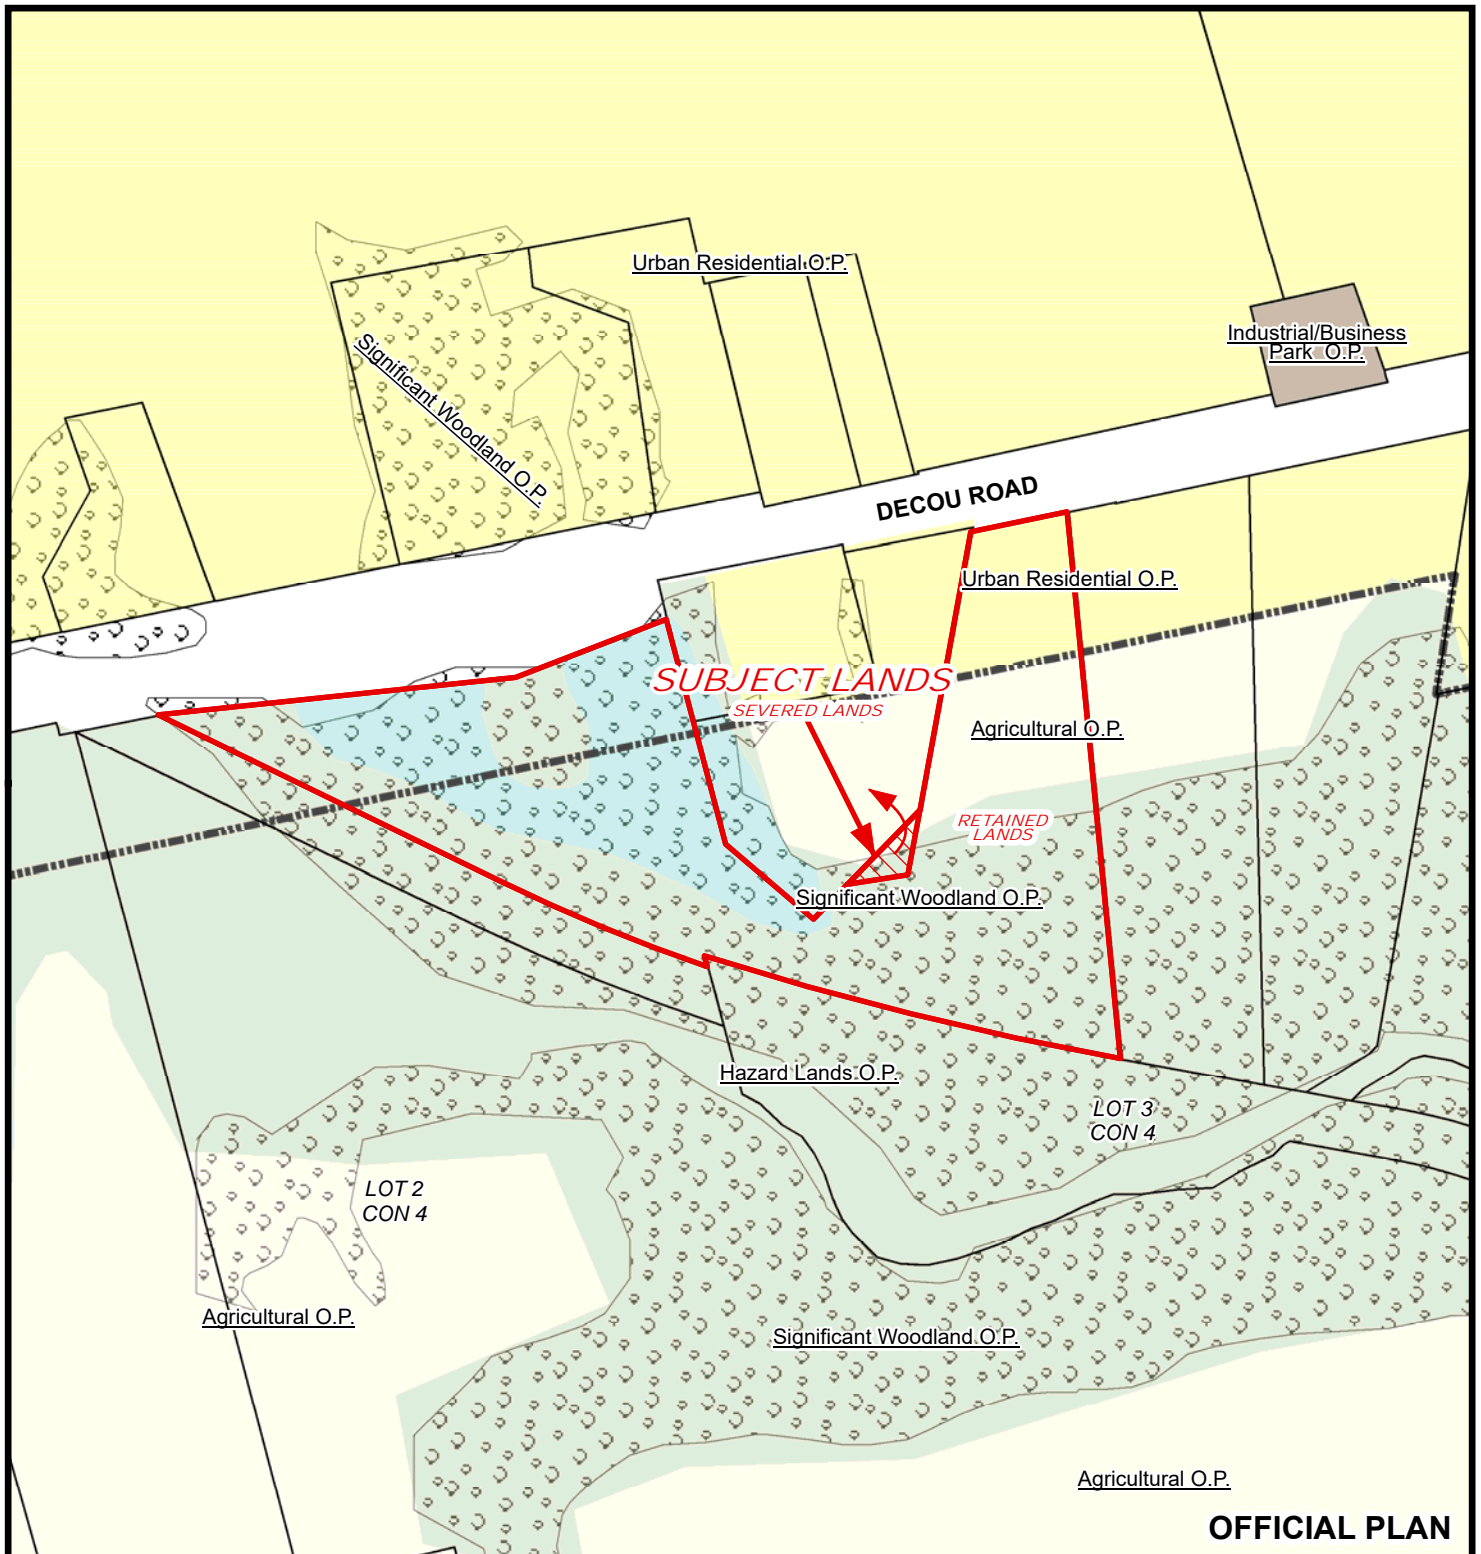 Urban Residential O.P.
Industrial/Business
Park O.P.
Significant Woodland O.P.
DECOU ROAD
Urban Residential O.P.
SUBJECT LANDS
SEVERED LANDS
Agricultural O.P.
RETAINED
LANDS
Significant Woodland O.P.
Hazard Lands O.P.
LOT 3
CON 4
LOT 2
CON 4
Agricultural O.P.
Significant Woodland O.P.
Agricultural O.P.
OFFICIAL PLAN